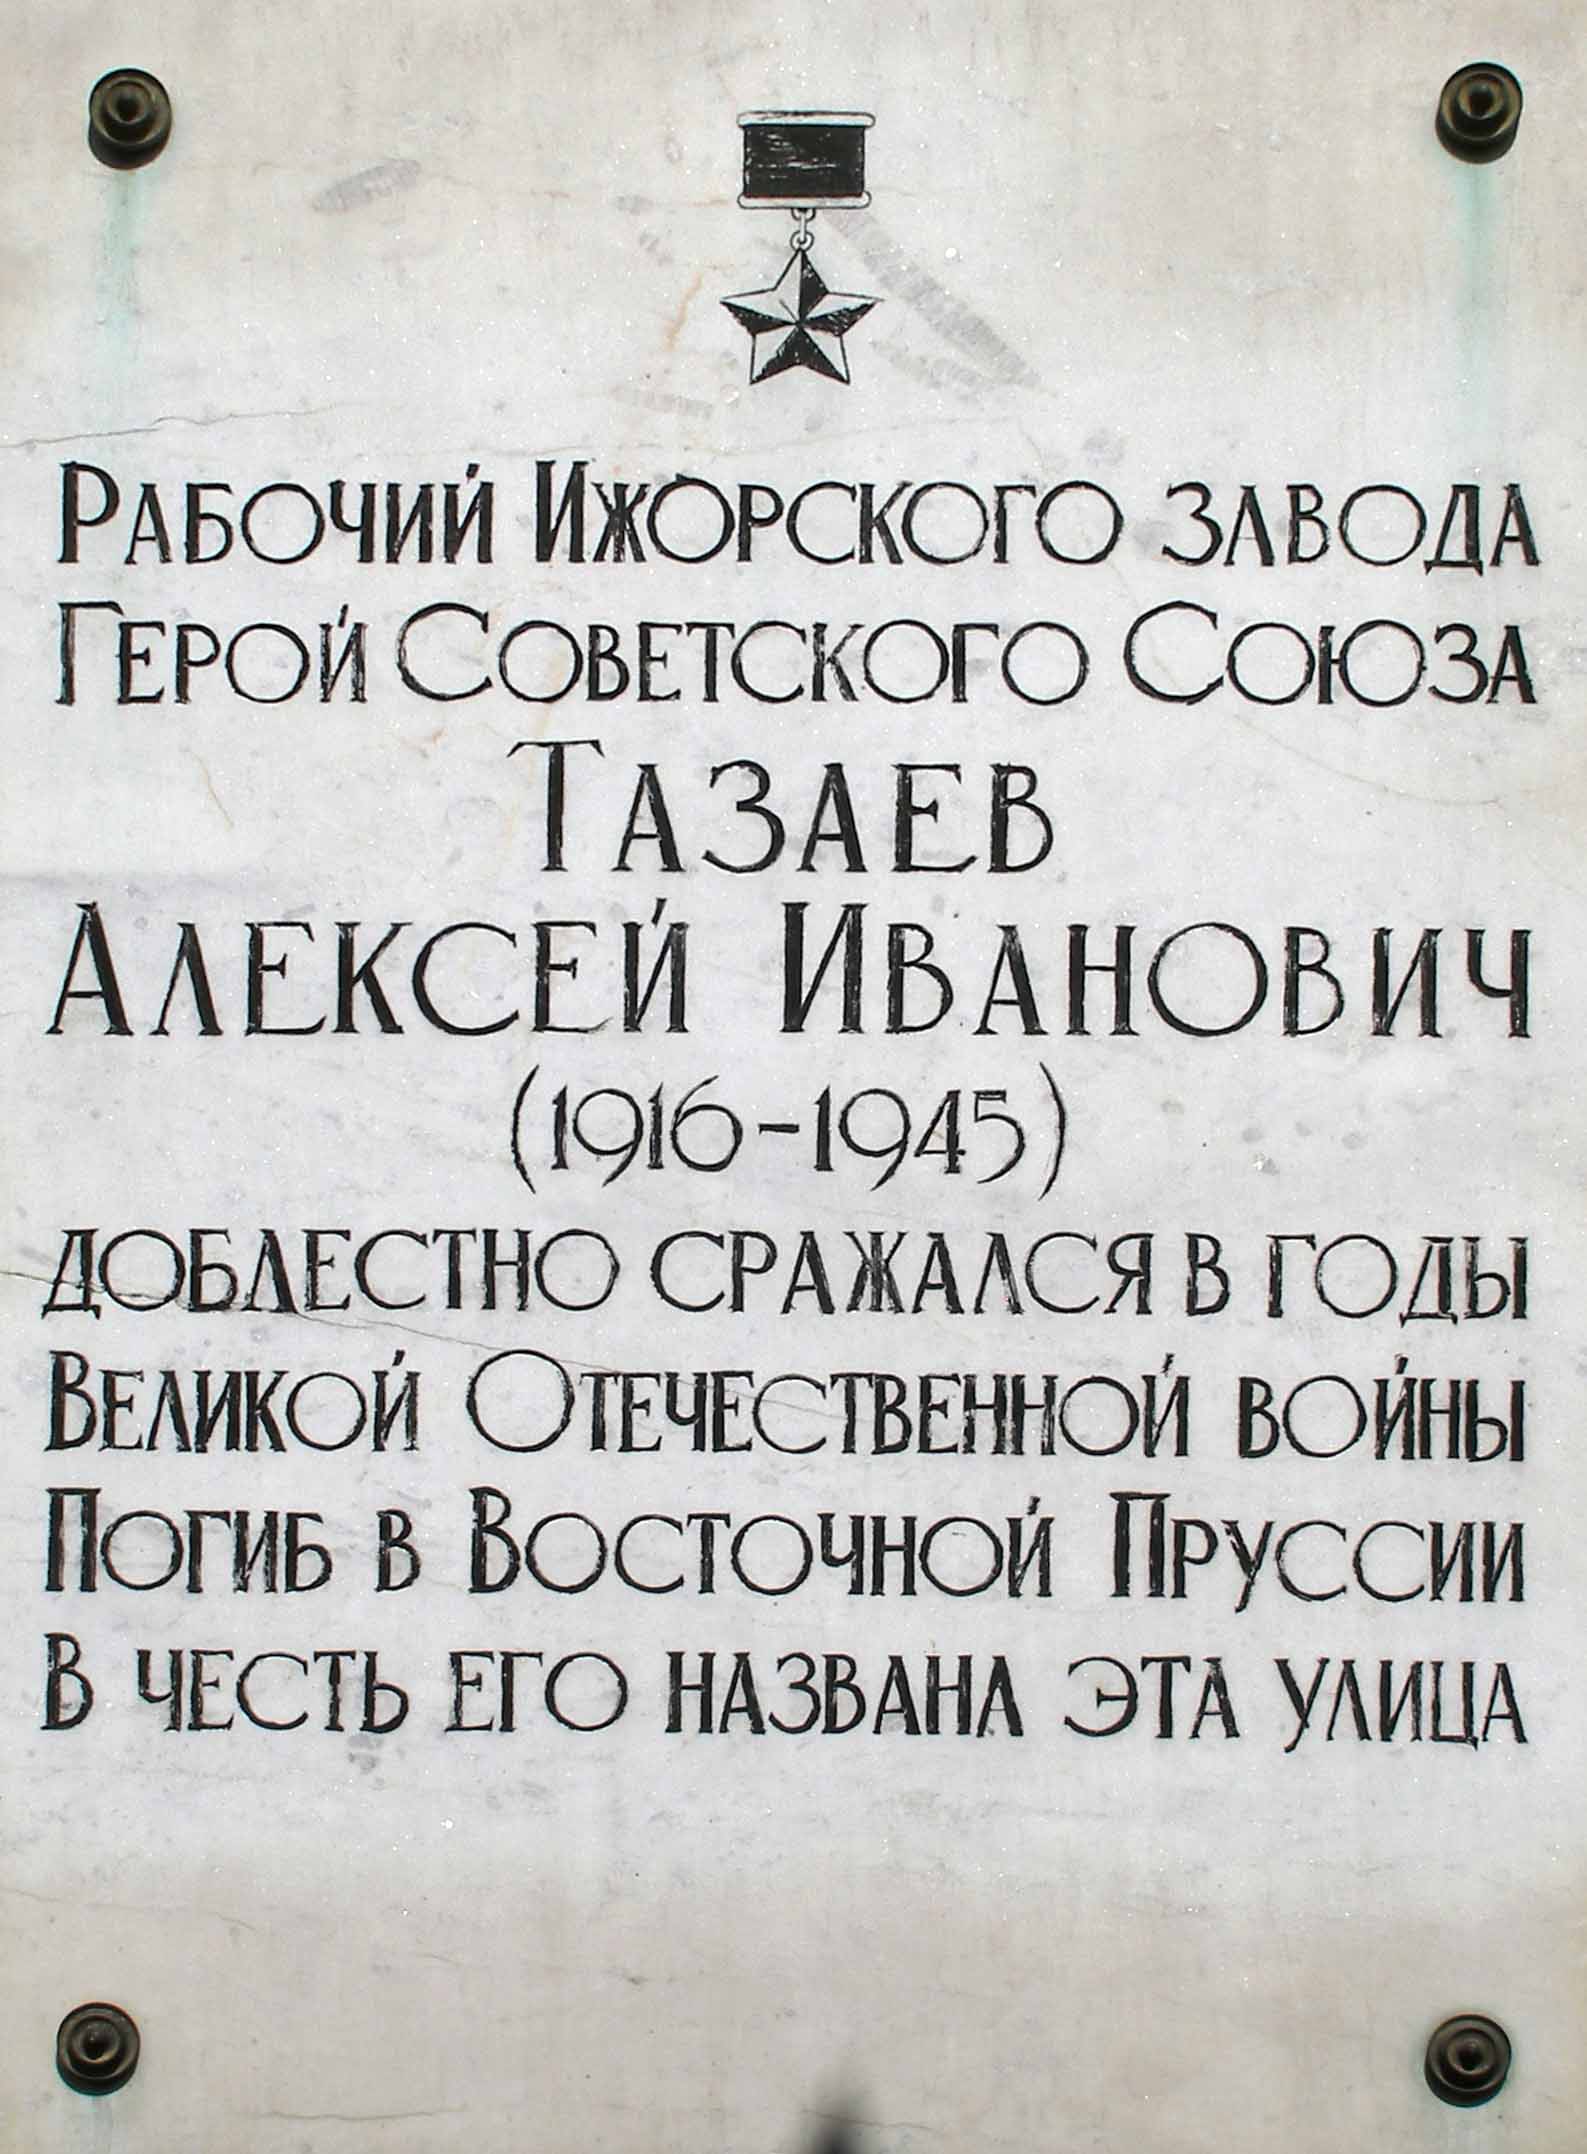 Рабочий Ижорского завода
Герой Советского Союза
Тазаев
Алексей Иванович
(1916-1945)
доблестно сражался в годы
Великой Отечественной войны
Погиб в Восточной Пруссии
В честь его названа эта улица